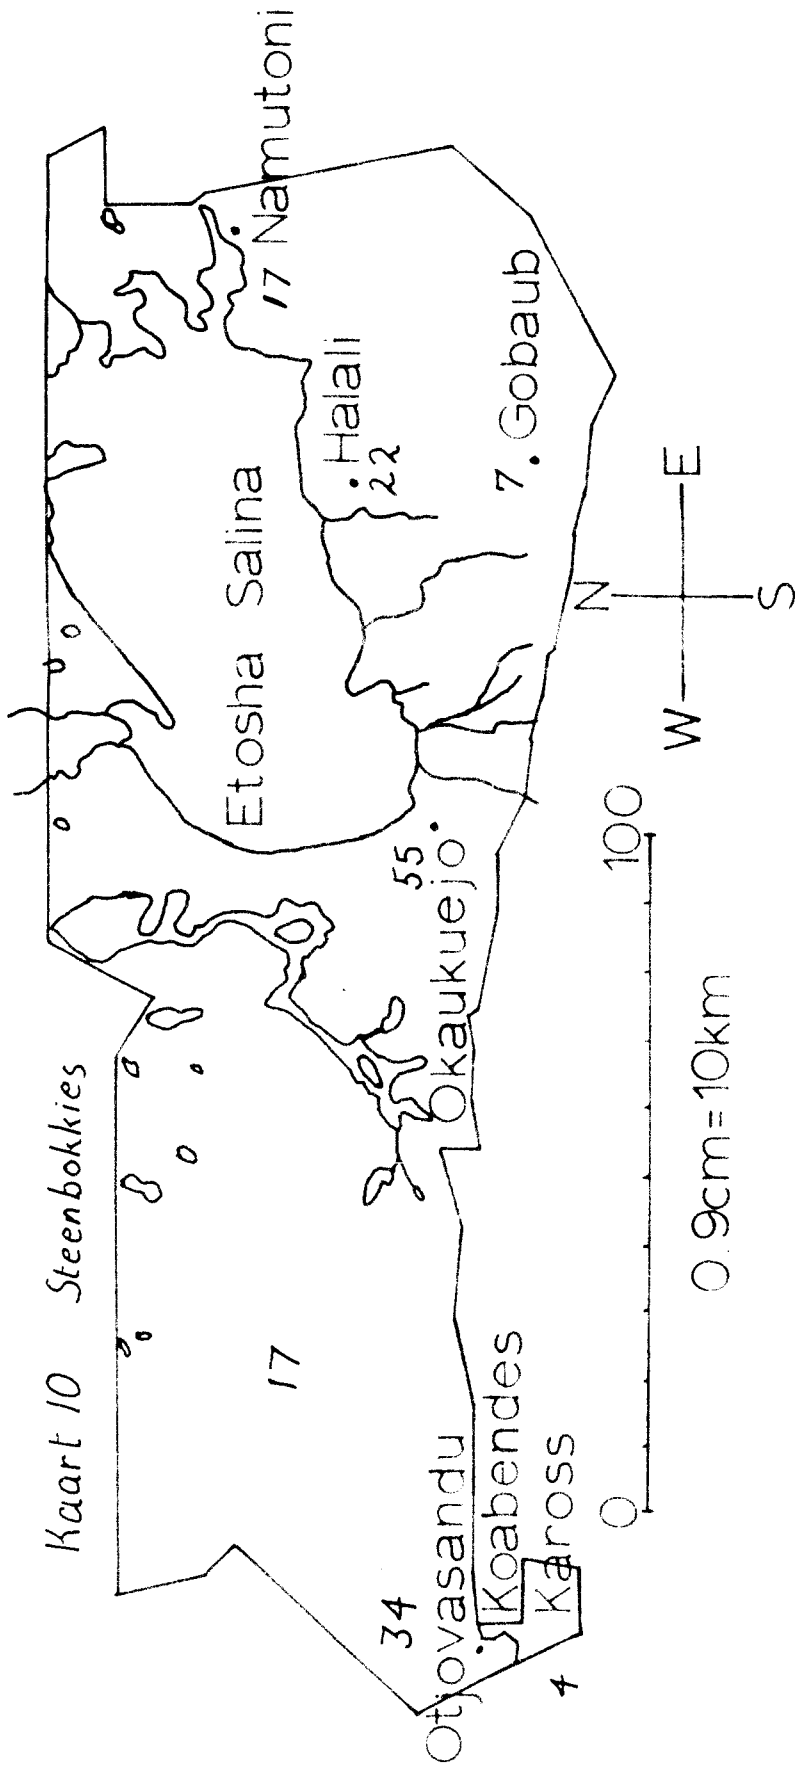 Kaart 10 Steenbokkies
Etosha Salina
17
Namutoni
Halali
22
7
Gobaub
55
Okaukuejo
17
34
Otjovasandu
Koabendes
Kaross
4
N
W
E
S
0
100
0.9cm=10km